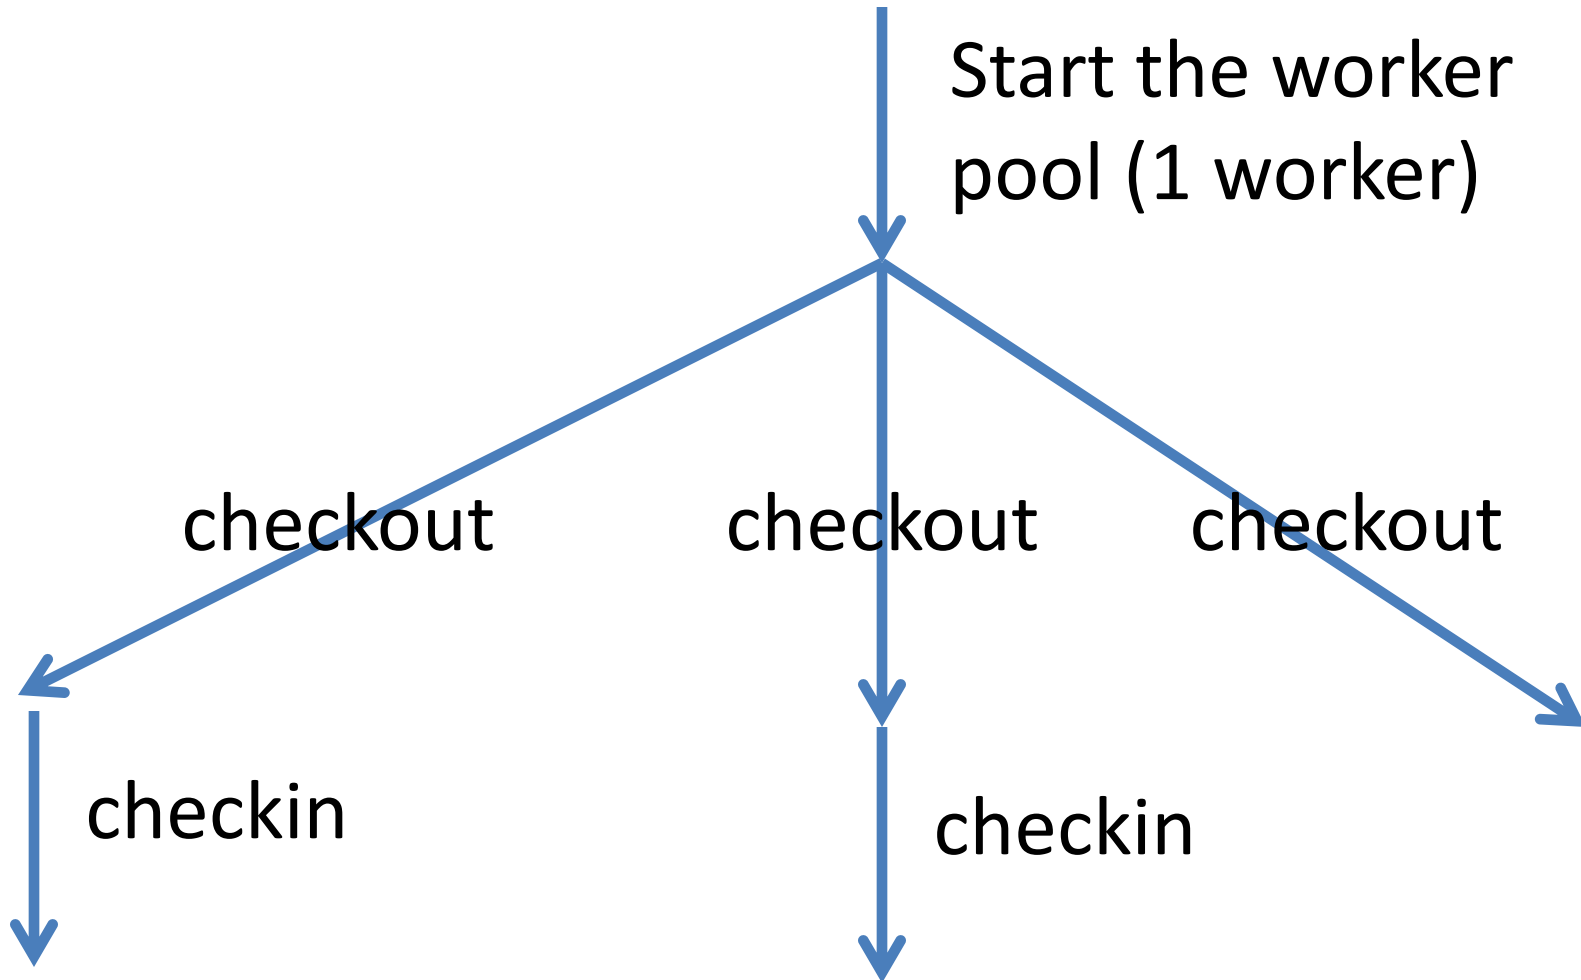 Start the worker
pool (1 worker)
checkout
checkout
checkout
checkin
checkin